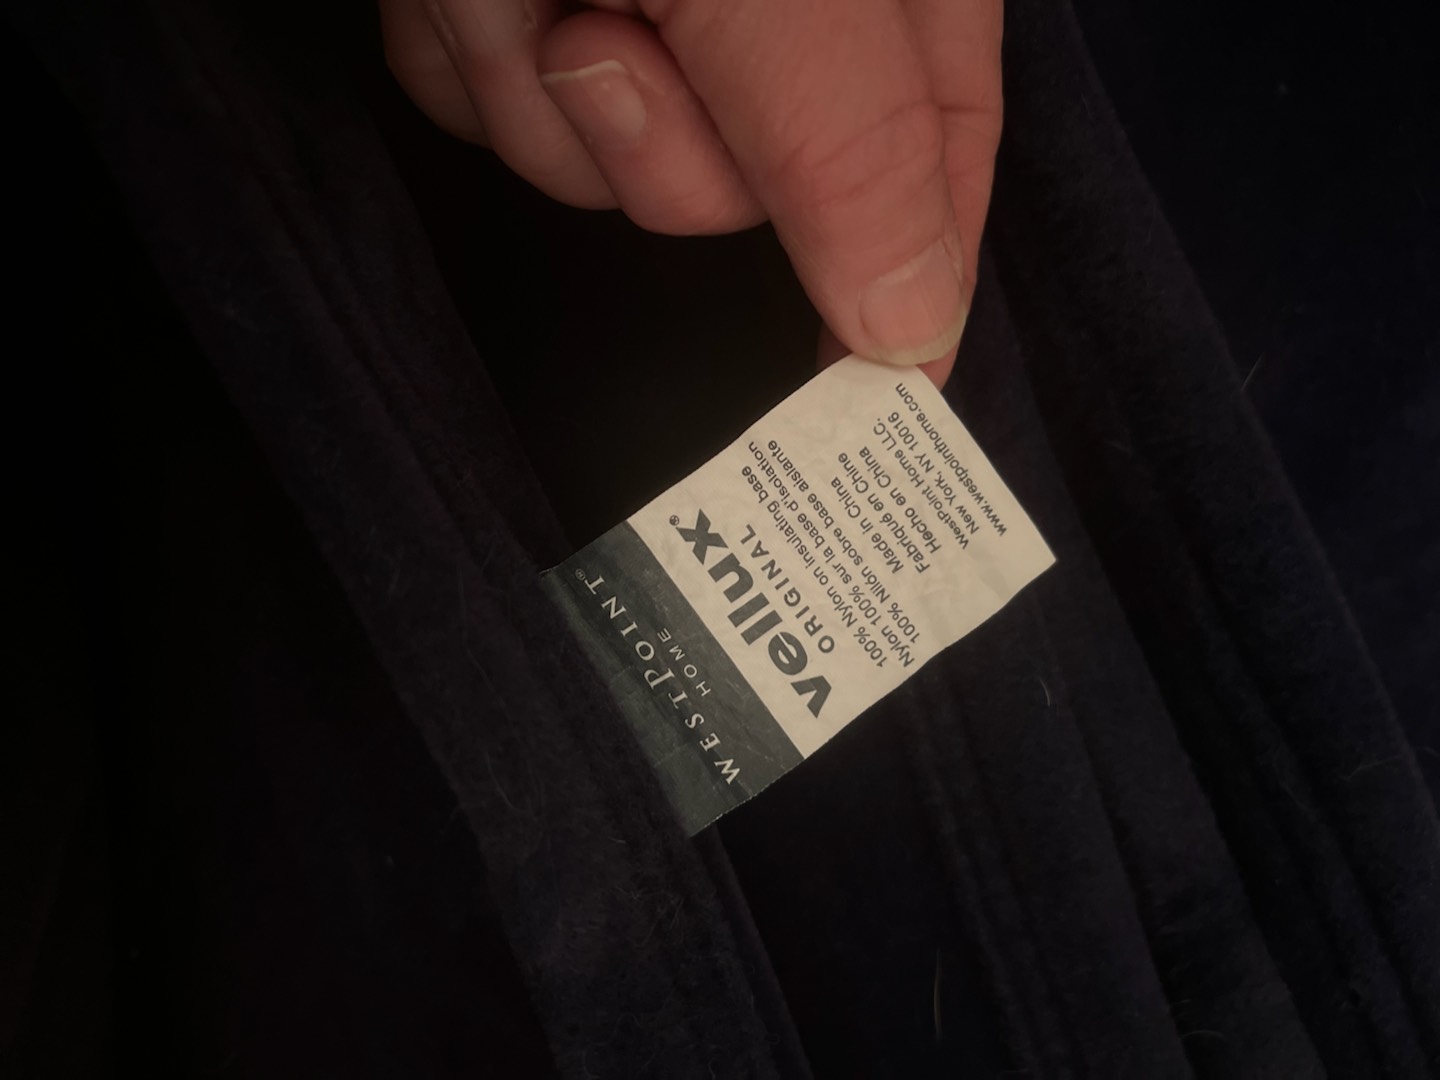 WESTPOINT®
HOME
vellux®
ORIGINAL
100% Nylon on insulating base
Nylon 100% sur la base d'isolation
100% Nilón sobre base aislante
Made in China
Fabriqué en Chine
Hecho en China
WestPoint Home LLC.
New York, NY 10016
www.westpointhome.com